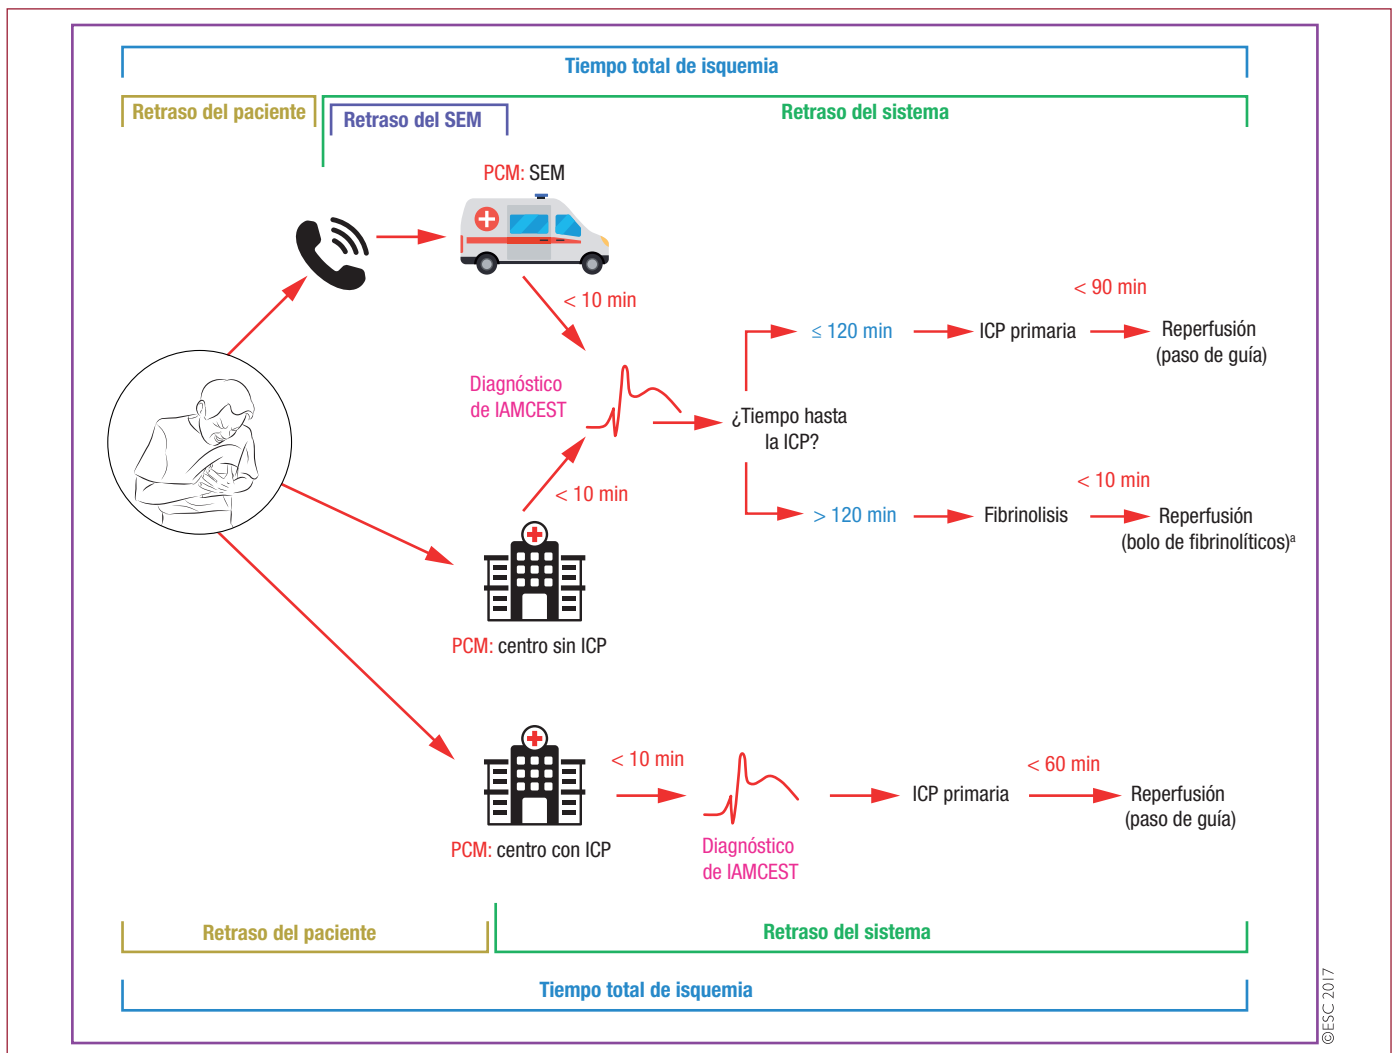 Tiempo total de isquemia
Retraso del paciente
Retraso del SEM
Retraso del sistema
PCM: SEM
< 10 min
Diagnóstico
de IAMCEST
< 10 min
PCM: centro sin ICP
¿Tiempo hasta
la ICP?
≤ 120 min
ICP primaria
< 90 min
Reperfusión
(paso de guía)
> 120 min
Fibrinolisis
< 10 min
Reperfusión
(bolo de fibrinolíticos)ᵃ
PCM: centro con ICP
< 10 min
Diagnóstico
de IAMCEST
ICP primaria
< 60 min
Reperfusión
(paso de guía)
Retraso del paciente
Retraso del sistema
Tiempo total de isquemia
©ESC 2017